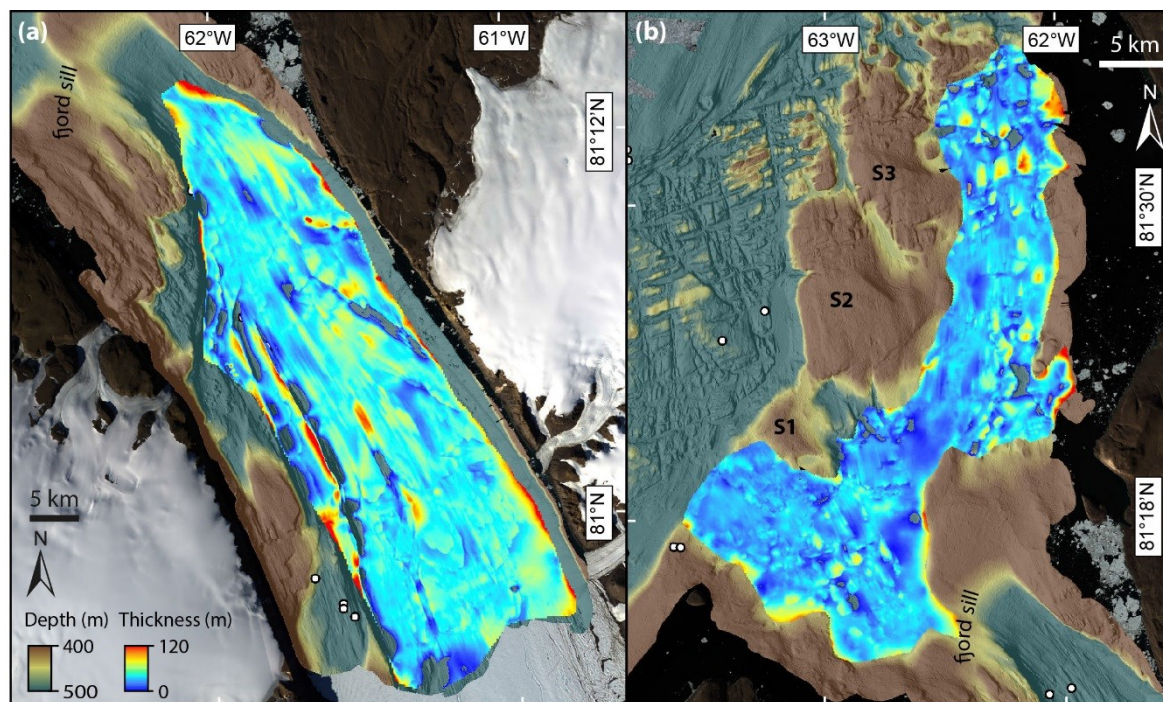 (a)
62°W
61°W
fjord sill
81°12'N
81°N
5 km
N
Depth (m)
400
500
Thickness (m)
120
0
(b)
63°W
62°W
5 km
N
S3
S2
S1
81°30'N
81°18'N
fjord sill